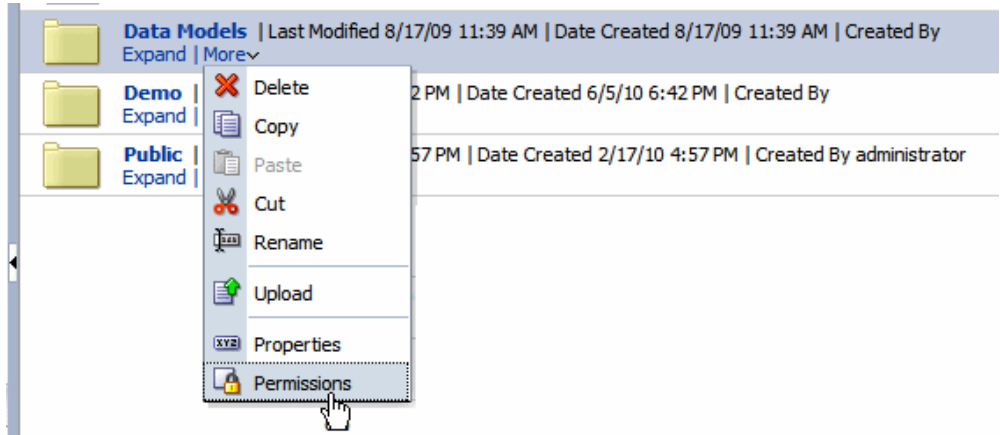 Data Models | Last Modified 8/17/09 11:39 AM | Date Created 8/17/09 11:39 AM | Created By
Expand | More
Demo | 2 PM | Date Created 6/5/10 6:42 PM | Created By
Expand |
Public | 57 PM | Date Created 2/17/10 4:57 PM | Created By administrator
Expand |
Delete
Copy
Paste
Cut
Rename
Upload
XYZ Properties
Permissions